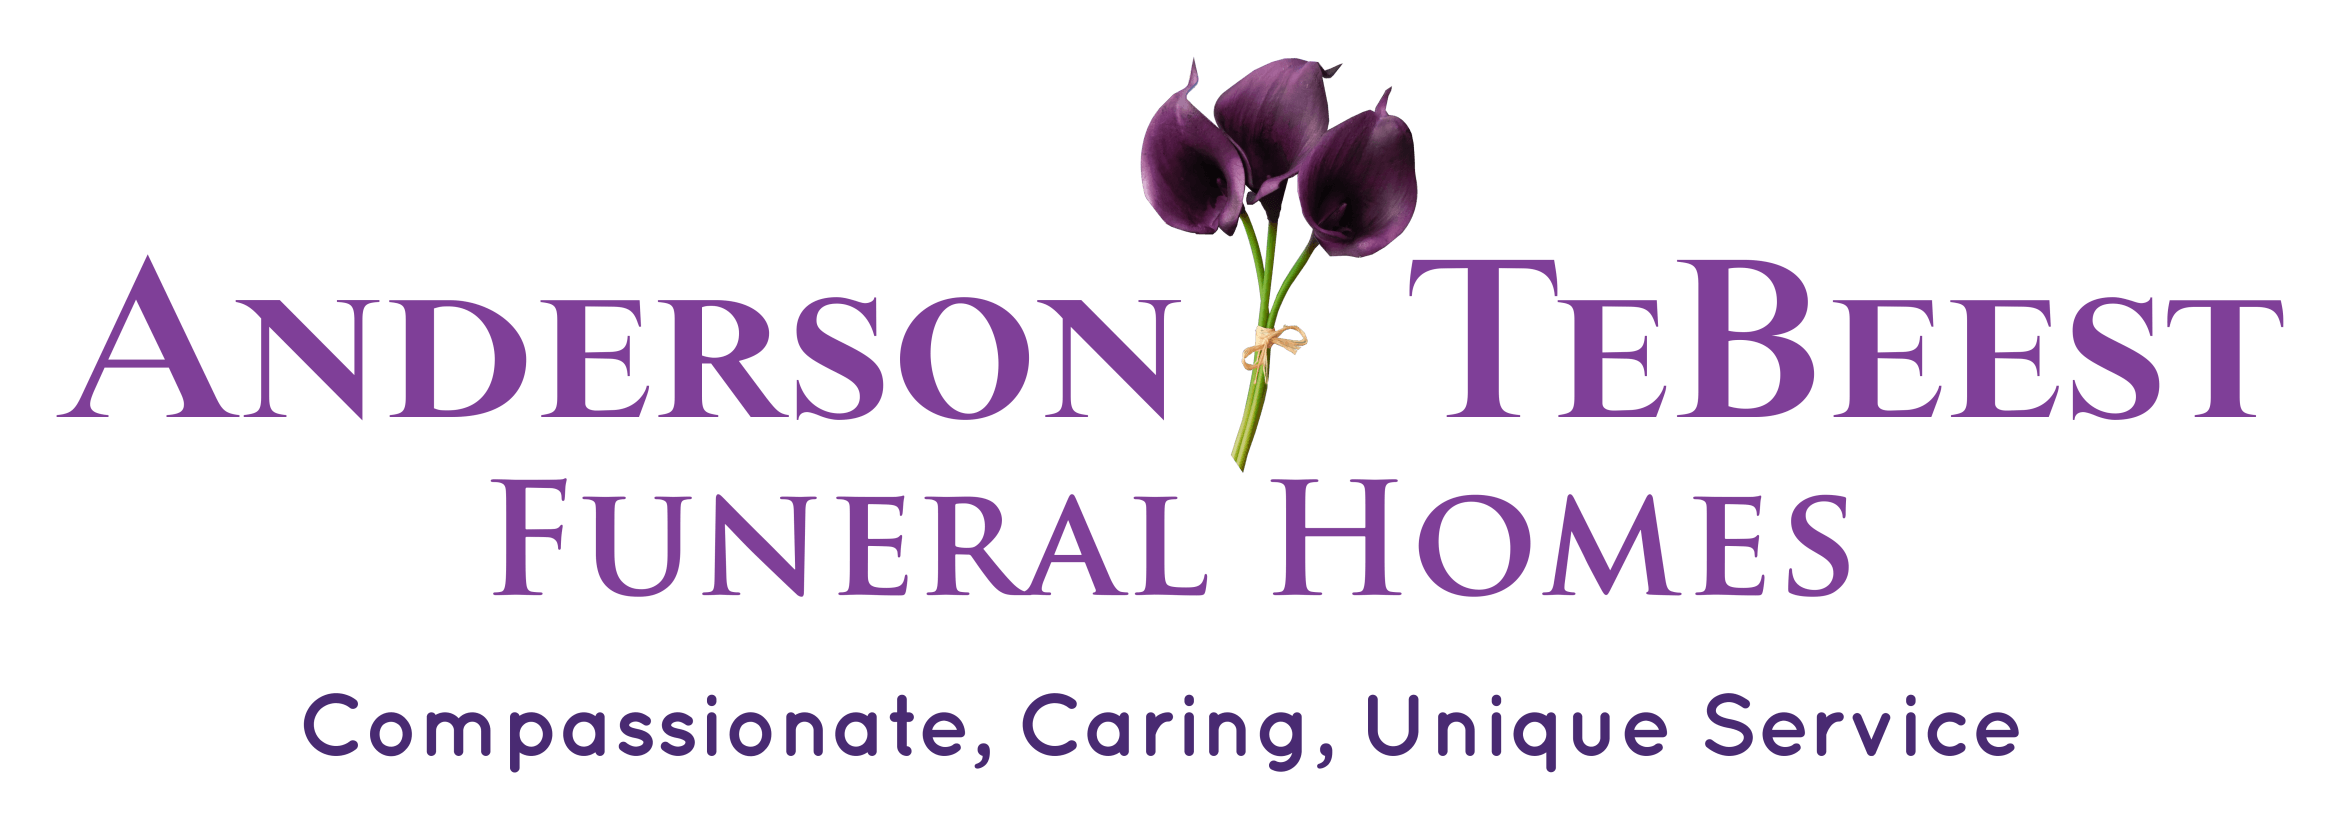 ANDERSON TEBEEST
FUNERAL HOMES
Compassionate, Caring, Unique Service